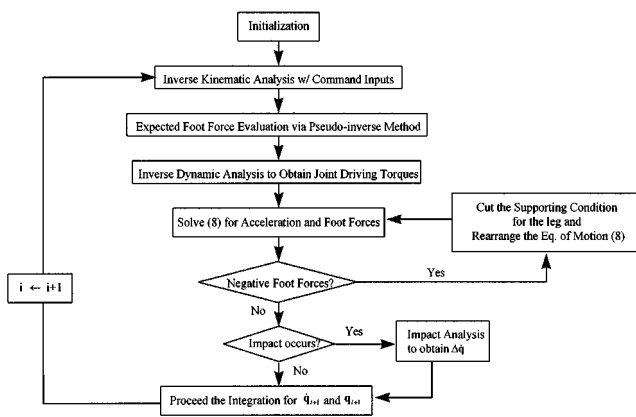 Initialization
Inverse Kinematic Analysis w/ Command Inputs
Expected Foot Force Evaluation via Pseudo-inverse Method
Inverse Dynamic Analysis to Obtain Joint Driving Torques
Solve (8) for Acceleration and Foot Forces
Cut the Supporting Condition
for the leg and
Rearrange the Eq. of Motion (8)
Negative Foot Forces?
Yes
No
i ← i+1
Impact occurs?
Yes
Impact Analysis
to obtain Δq̇
No
Proceed the Integration for q̇ᵢ₊₁ and qᵢ₊₁